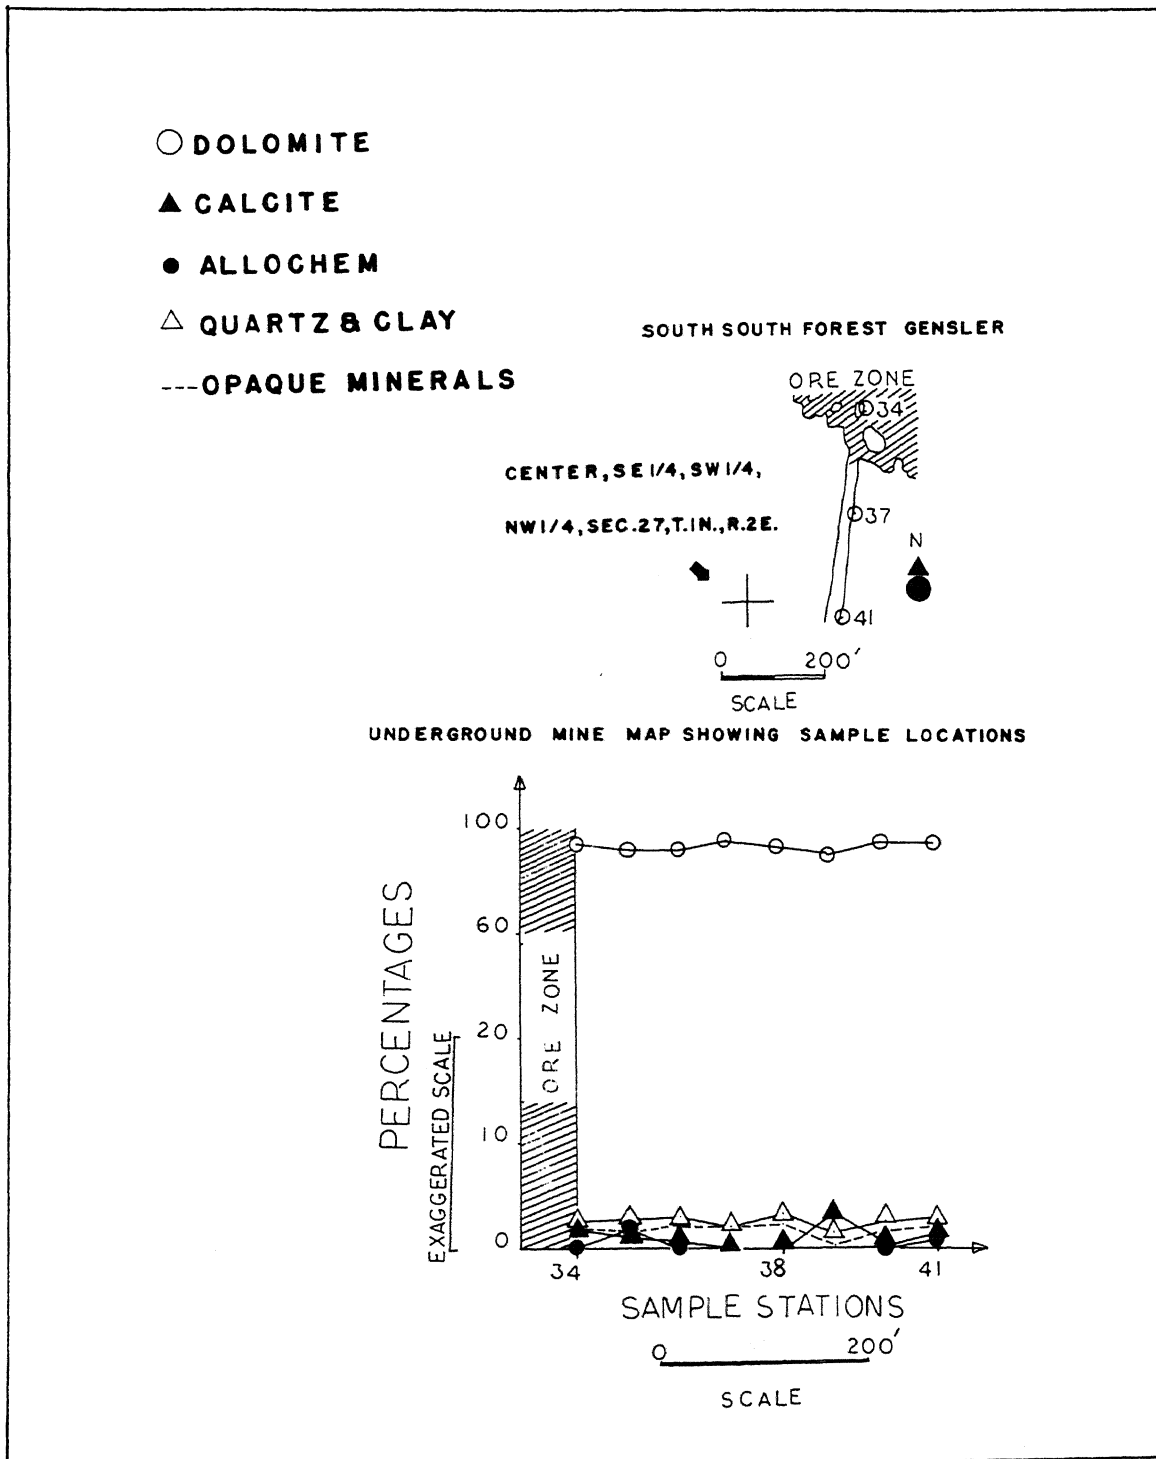 DOLOMITE
CALCITE
ALLOCHEM
QUARTZ & CLAY
---OPAQUE MINERALS
SOUTH SOUTH FOREST GENSLER
ORE ZONE
34
CENTER, SE 1/4, SW 1/4,
NW 1/4, SEC. 27, T. 1N., R. 2E.
37
N
41
0 200'
SCALE
UNDERGROUND MINE MAP SHOWING SAMPLE LOCATIONS
100
60
20
10
0
PERCENTAGES
EXAGGERATED SCALE
ORE ZONE
34 38 41
SAMPLE STATIONS
0 200'
SCALE